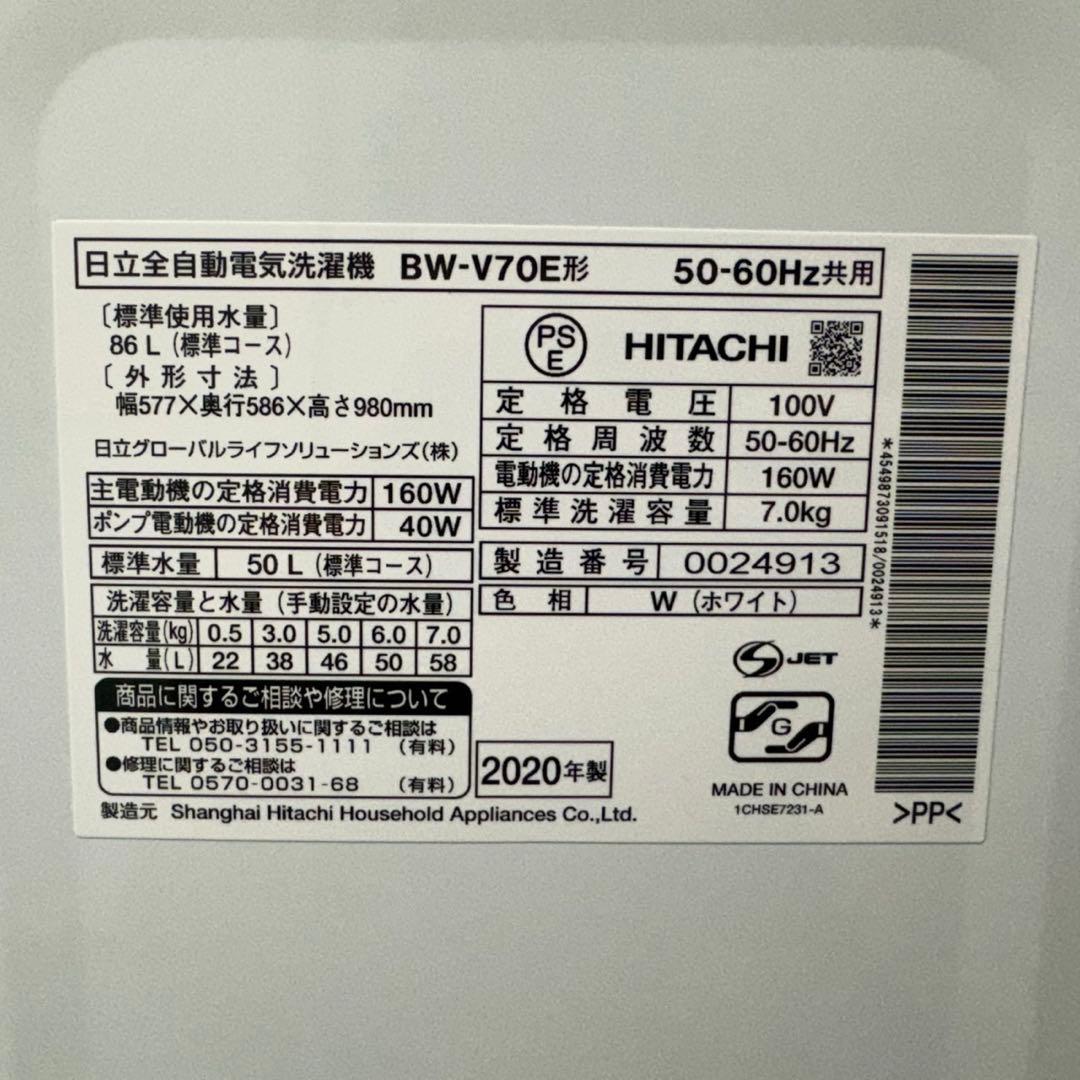 日立全自動電気洗濯機 BW-V70E形 50-60Hz共用
〔標準使用水量〕
86 L (標準コース)
〔外形寸法〕
幅577×奥行586×高さ980mm
日立グローバルライフソリューションズ(株)
主電動機の定格消費電力 160W
ポンプ電動機の定格消費電力 40W
標準水量 50 L (標準コース)
洗濯容量と水量 (手動設定の水量)
洗濯容量(kg) 0.5 3.0 5.0 6.0 7.0
水量(L) 22 38 46 50 58
商品に関するご相談や修理について
●商品情報やお取り扱いに関するご相談は
TEL 050-3155-1111 (有料)
●修理に関するご相談は
TEL 0570-0031-68 (有料)
製造元 Shanghai Hitachi Household Appliances Co.,Ltd.
PS
E
HITACHI
定格電圧 100V
定格周波数 50-60Hz
電動機の定格消費電力 160W
標準洗濯容量 7.0kg
製造番号 0024913
色相 W (ホワイト)
S JET
G
2020年製
MADE IN CHINA
1CHSE7231-A
*4549873091518/0024913*
>PP<